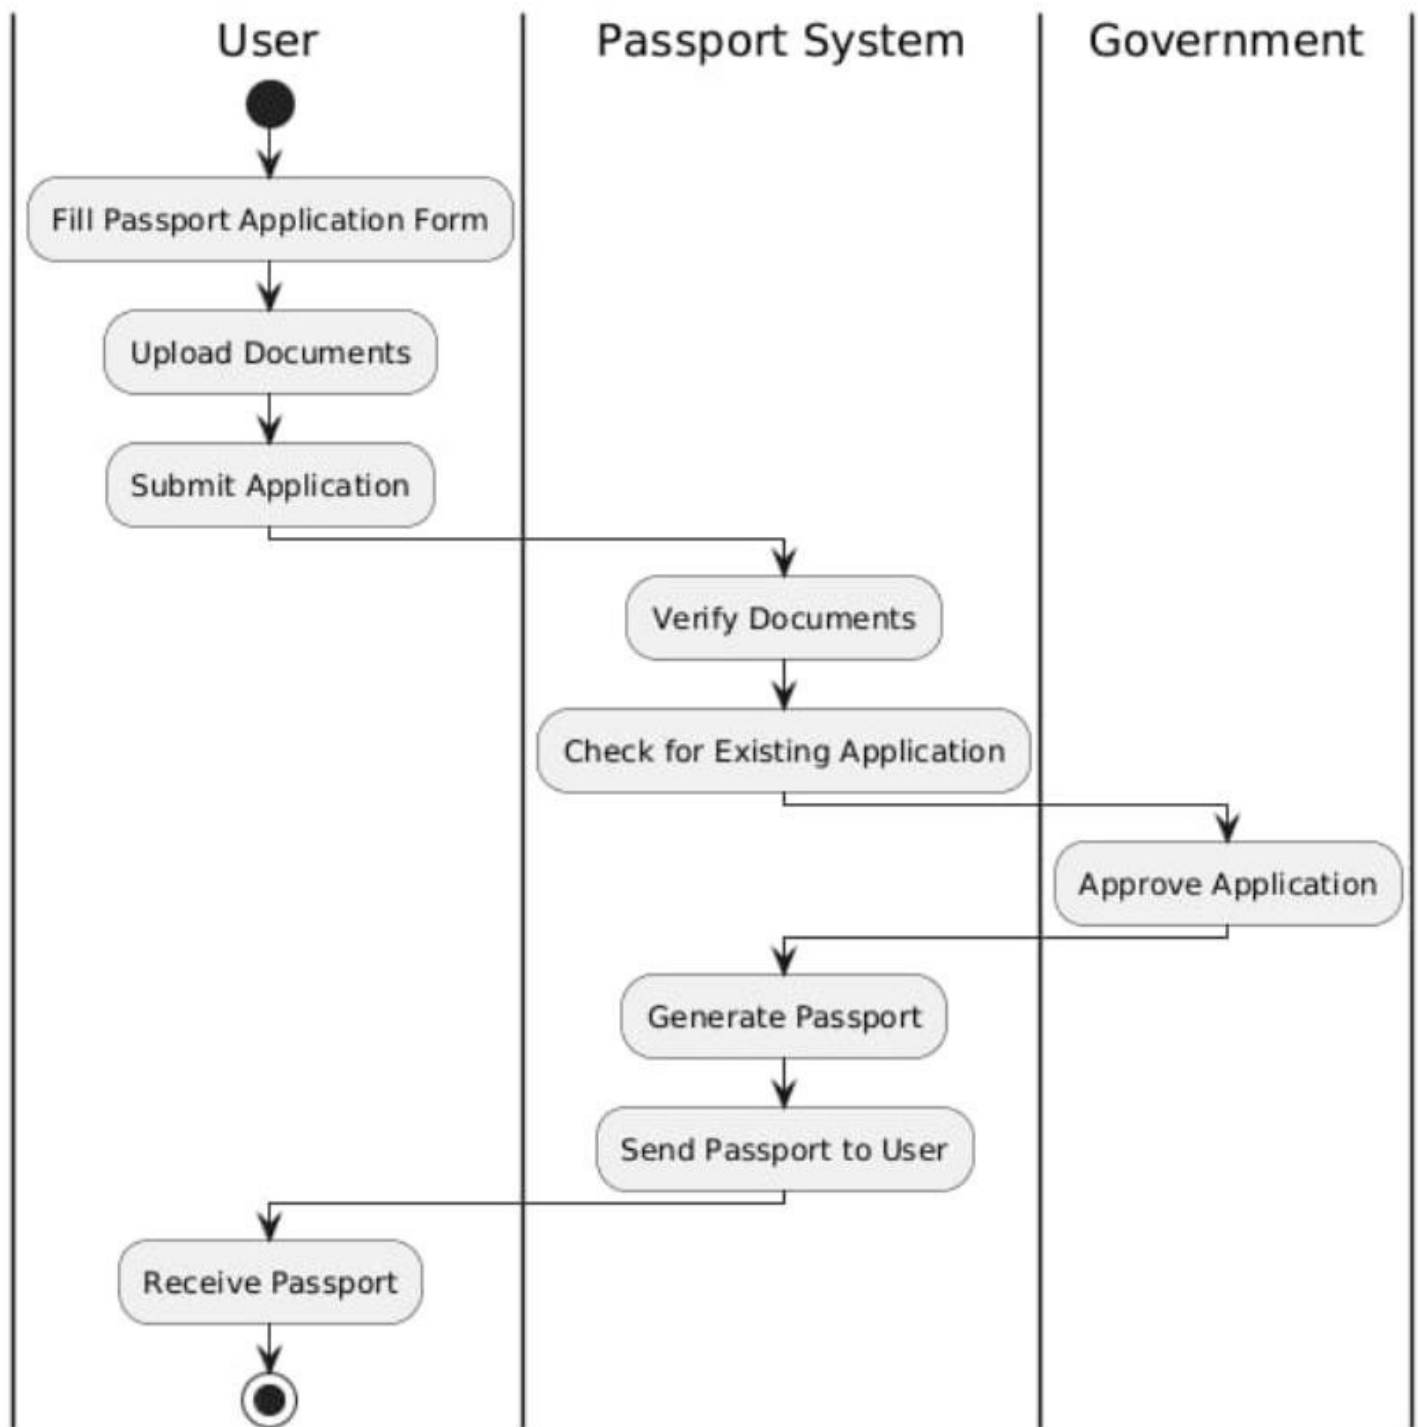 User
Passport System
Government
Fill Passport Application Form
Upload Documents
Submit Application
Verify Documents
Check for Existing Application
Approve Application
Generate Passport
Send Passport to User
Receive Passport